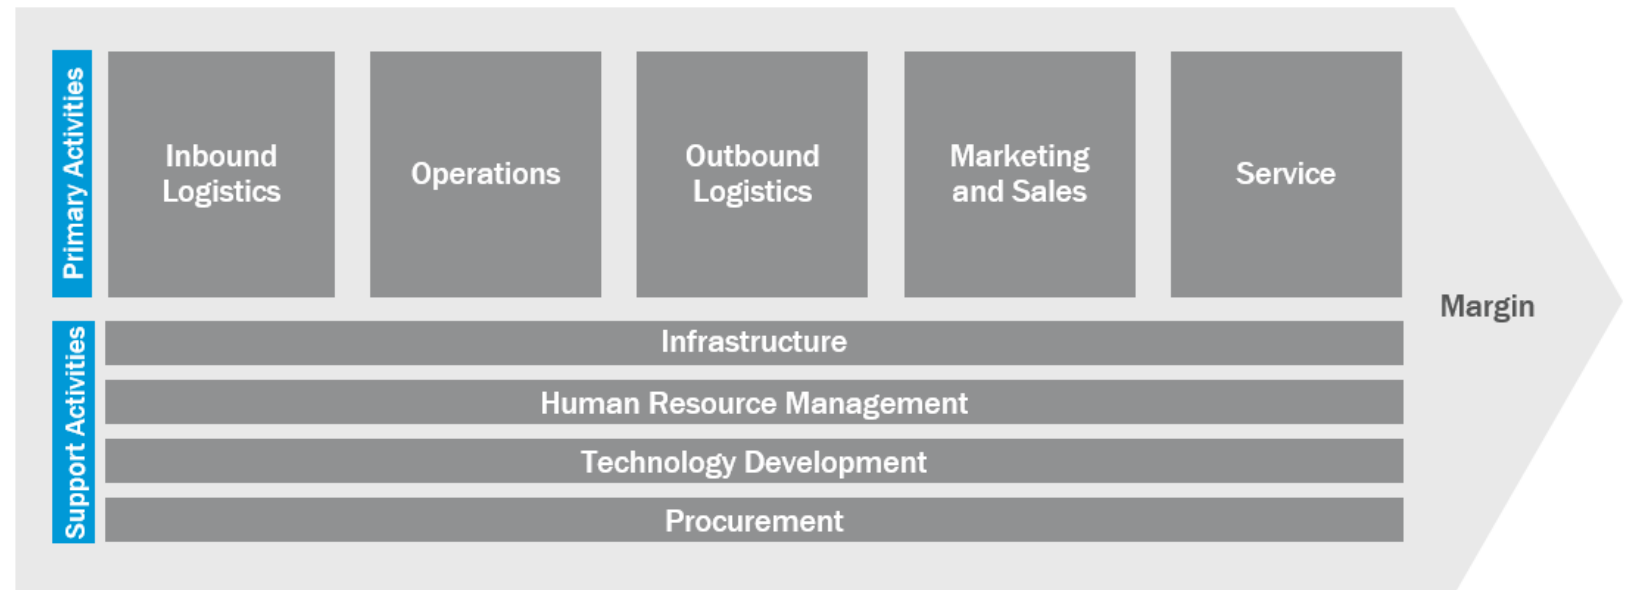 Primary Activities
Inbound
Logistics
Operations
Outbound
Logistics
Marketing
and Sales
Service
Margin
Support Activities
Infrastructure
Human Resource Management
Technology Development
Procurement